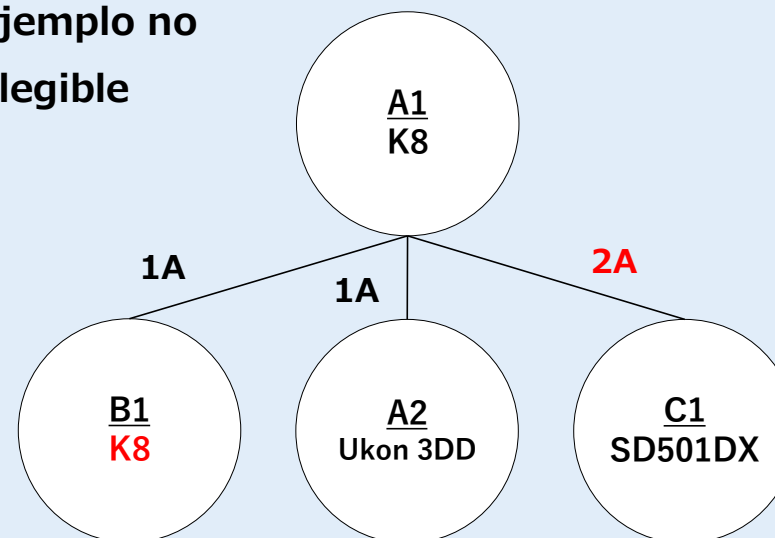 jemplo no
legible
A1
K8
1A
1A
2A
B1
K8
A2
Ukon 3DD
C1
SD501DX